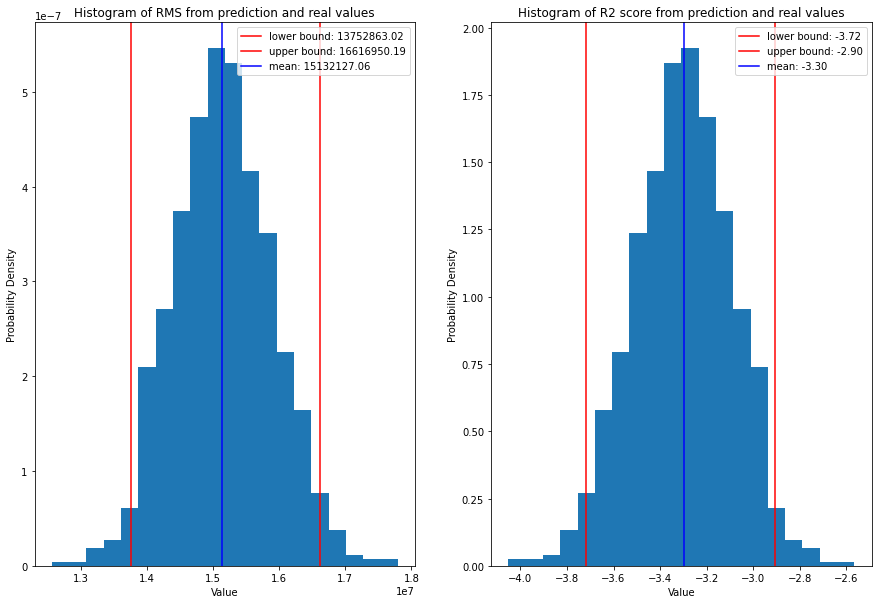 Histogram of RMS from prediction and real values
1e−7
lower bound: 13752863.02
upper bound: 16616950.19
mean: 15132127.06
Probability Density
5
4
3
2
1
0
1.3
1.4
1.5
1.6
1.7
1.8
1e7
Value
Histogram of R2 score from prediction and real values
lower bound: -3.72
upper bound: -2.90
mean: -3.30
Probability Density
2.00
1.75
1.50
1.25
1.00
0.75
0.50
0.25
0.00
−4.0
−3.8
−3.6
−3.4
−3.2
−3.0
−2.8
−2.6
Value